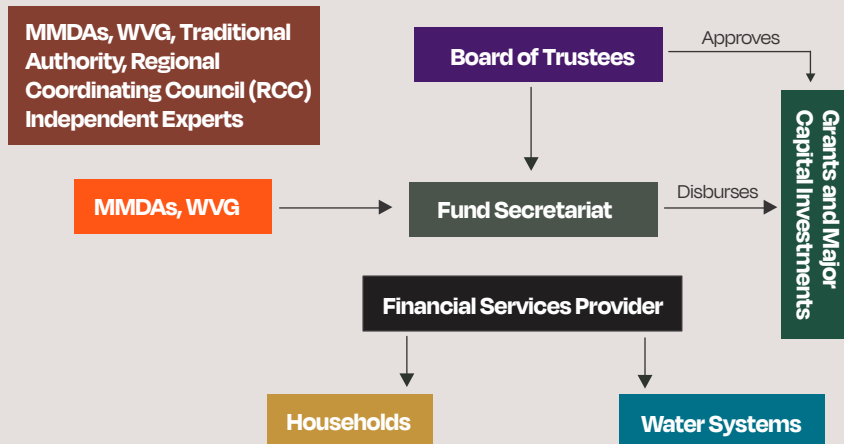 MMDAs, WVG, Traditional
Authority, Regional
Coordinating Council (RCC)
Independent Experts
Board of Trustees
Approves
Grants and Major
Capital Investments
MMDAs, WVG
Fund Secretariat
Disburses
Financial Services Provider
Households
Water Systems